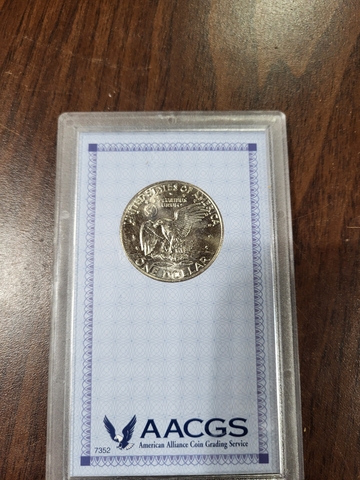 UNITED STATES OF AMERICA
E PLURIBUS
UNUM
ONE DOLLAR
AACGS
American Alliance Coin Grading Service
7352